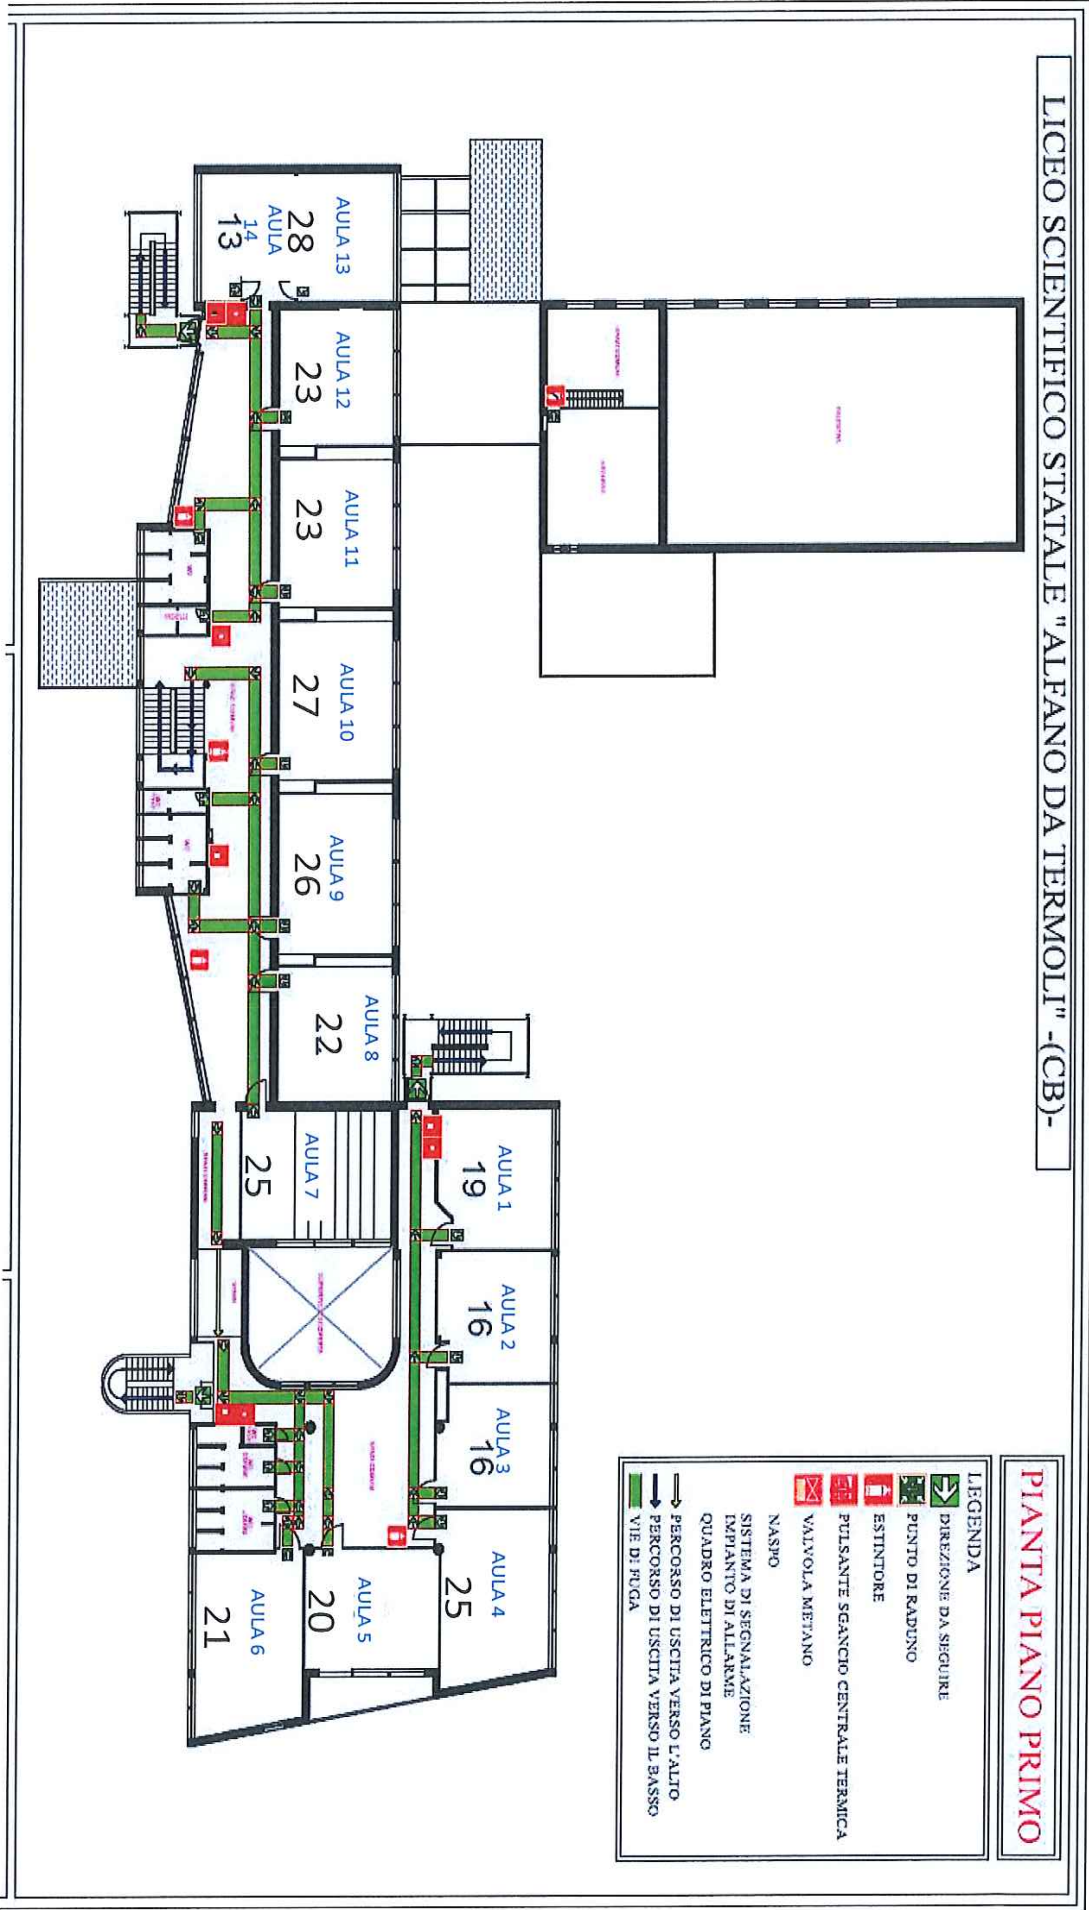 LICEO SCIENTIFICO STATALE "ALFANO DA TERMOLI" -(CB)-
PIANTA PIANO PRIMO
LEGENDA
DIREZIONE DA SEGUIRE
PUNTO DI RADUNO
ESTINTORE
PULSANTE SGANCIO CENTRALE TERMICA
VALVOLA METANO
NASPO
SISTEMA DI SEGNALAZIONE
IMPIANTO DI ALLARME
QUADRO ELETTRICO DI PIANO
PERCORSO DI USCITA VERSO L'ALTO
PERCORSO DI USCITA VERSO IL BASSO
VIE DI FUGA
AULA 13
28
AULA
14
13
AULA 12
23
AULA 11
23
AULA 10
27
AULA 9
26
AULA 8
22
AULA 7
25
AULA 1
19
AULA 2
16
AULA 3
16
AULA 4
25
AULA 5
20
AULA 6
21